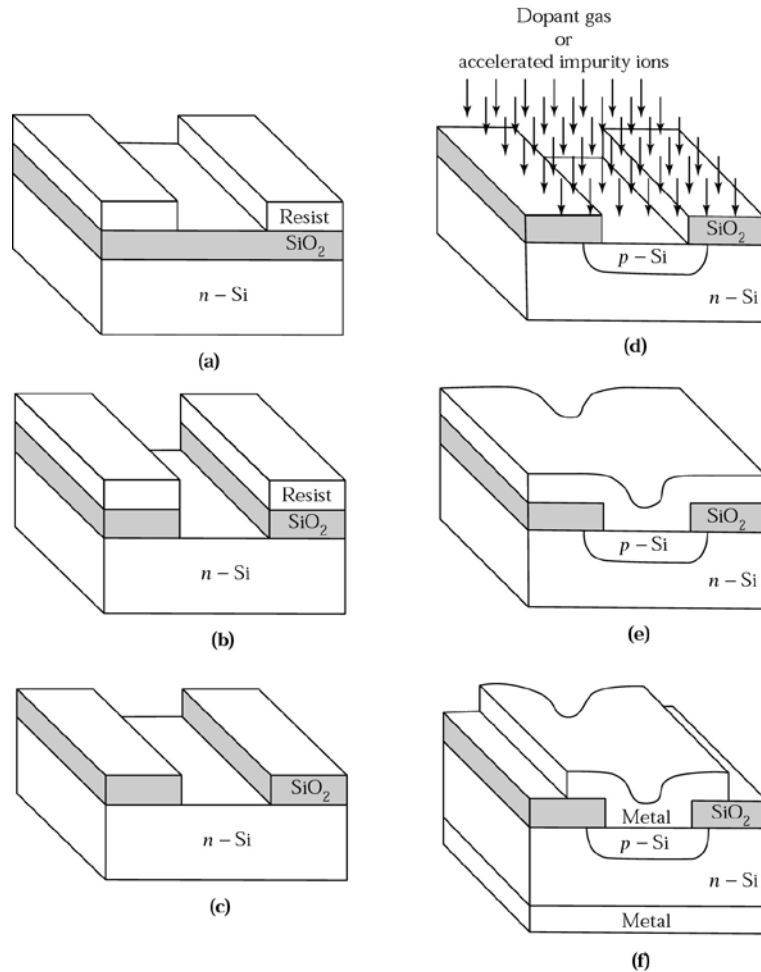 Resist
SiO₂
n – Si
(a)
Resist
SiO₂
n – Si
(b)
SiO₂
n – Si
(c)
Dopant gas
or
accelerated impurity ions
SiO₂
p – Si
n – Si
(d)
SiO₂
p – Si
n – Si
(e)
Metal
SiO₂
p – Si
n – Si
Metal
(f)